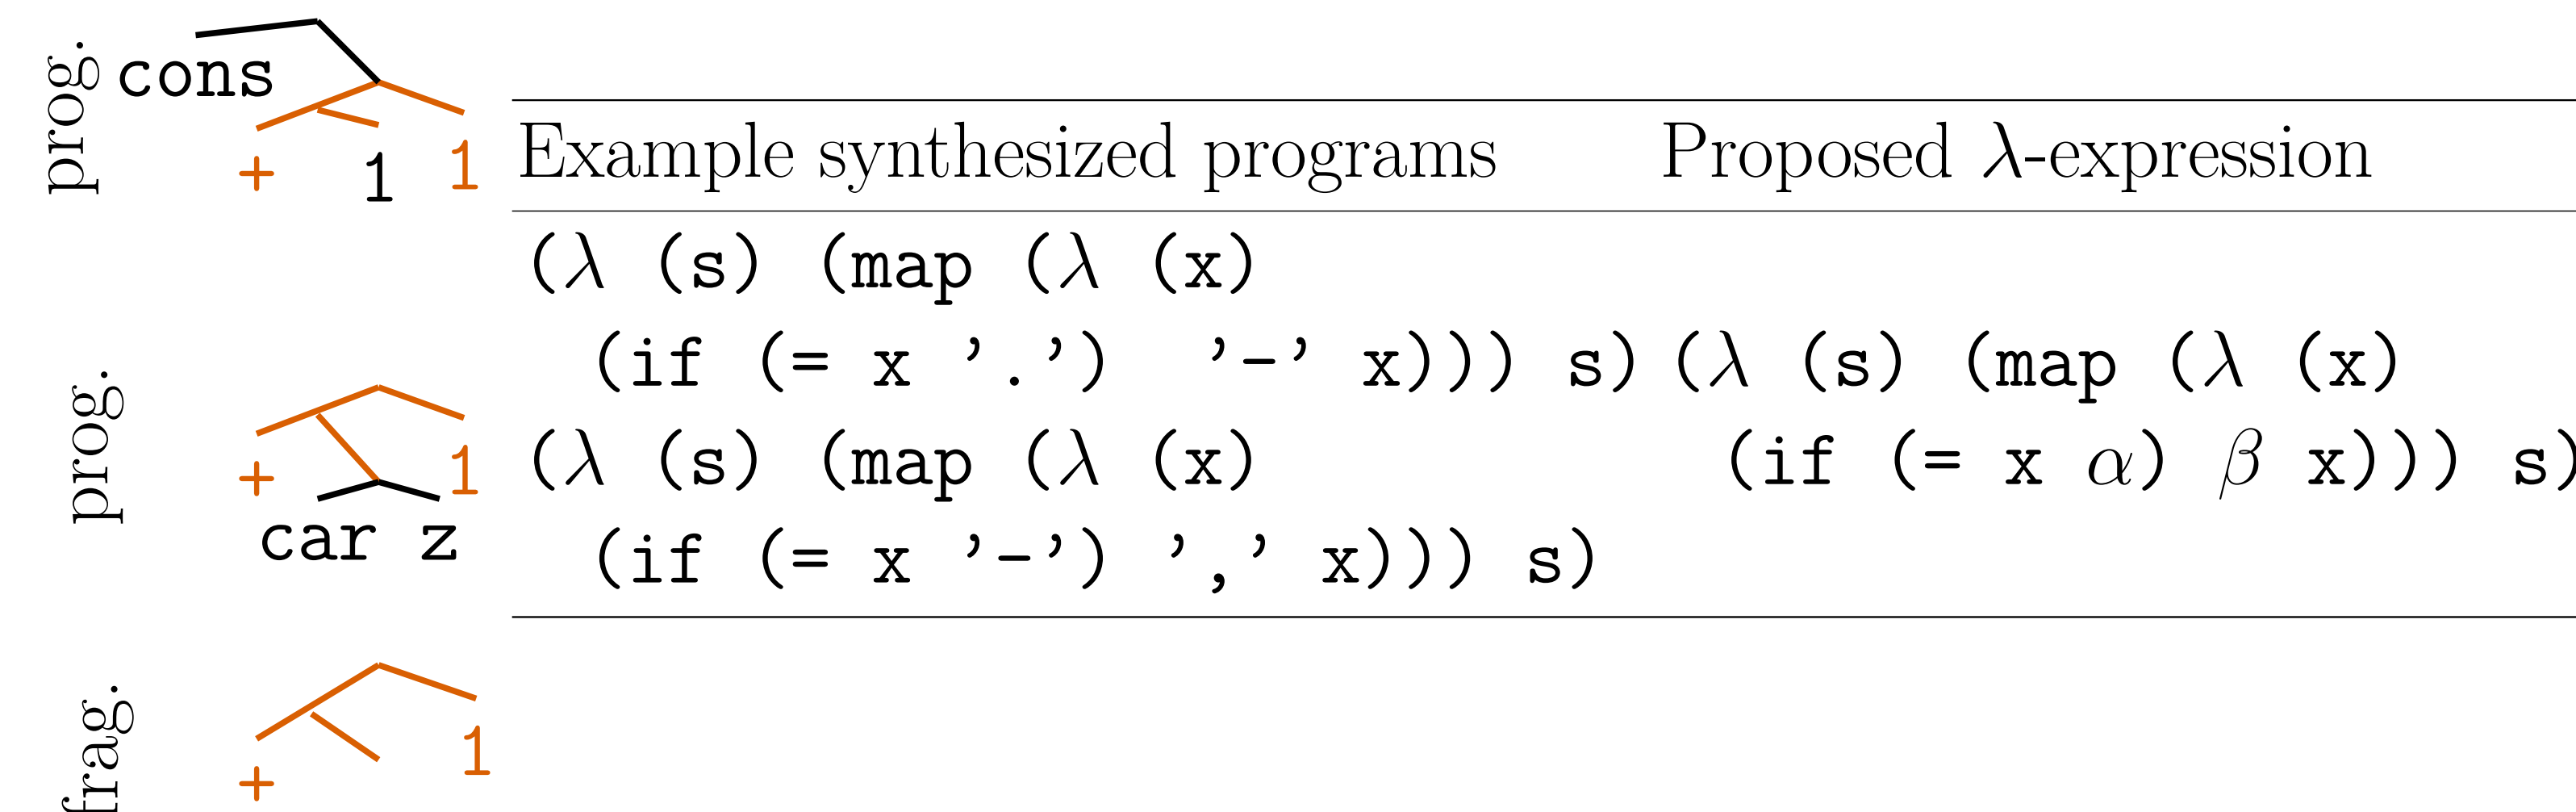 prog.
cons
+ 1 1
Example synthesized programs Proposed λ-expression
(λ (s) (map (λ (x)
(if (= x '.') '-' x))) s) (λ (s) (map (λ (x)
prog.
+ 1
(λ (s) (map (λ (x)
(if (= x α) β x))) s)
car z
(if (= x '-') ',' x))) s)
frag.
+ 1